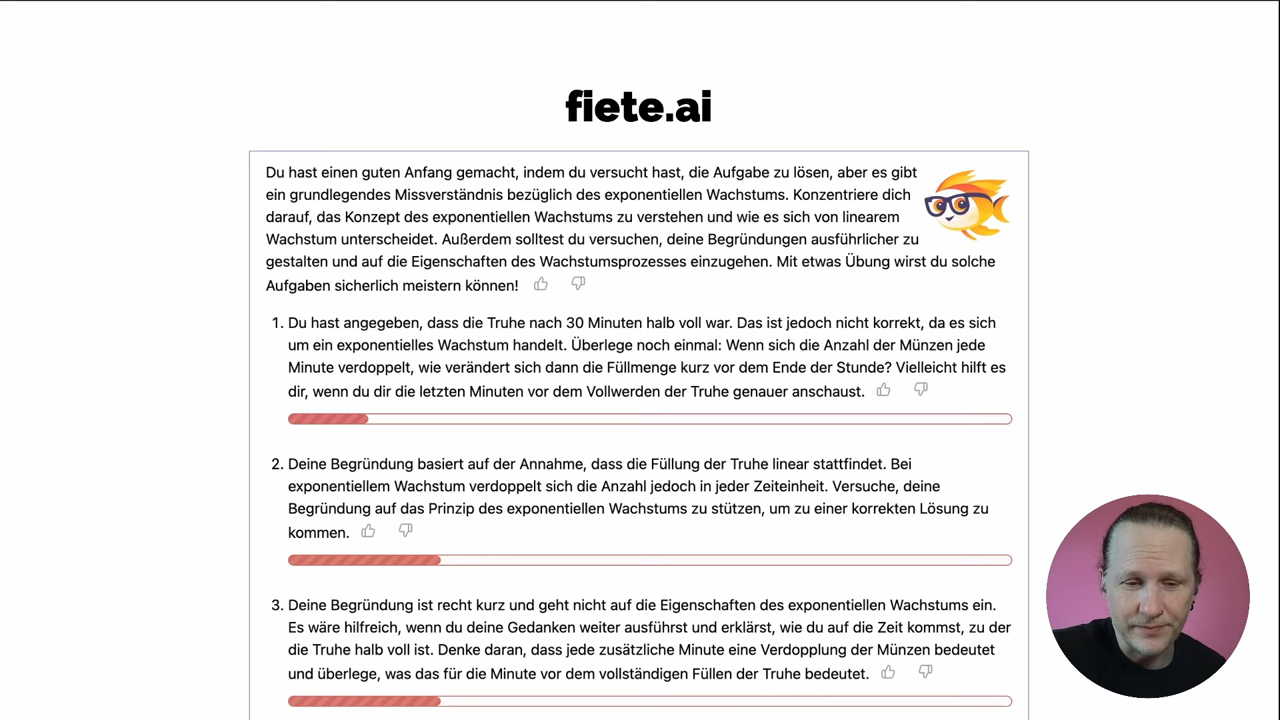 fiete.ai
Du hast einen guten Anfang gemacht, indem du versucht hast, die Aufgabe zu lösen, aber es gibt
ein grundlegendes Missverständnis bezüglich des exponentiellen Wachstums. Konzentriere dich
darauf, das Konzept des exponentiellen Wachstums zu verstehen und wie es sich von linearem
Wachstum unterscheidet. Außerdem solltest du versuchen, deine Begründungen ausführlicher zu
gestalten und auf die Eigenschaften des Wachstumsprozesses einzugehen. Mit etwas Übung wirst du solche
Aufgaben sicherlich meistern können!
1. Du hast angegeben, dass die Truhe nach 30 Minuten halb voll war. Das ist jedoch nicht korrekt, da es sich
um ein exponentielles Wachstum handelt. Überlege noch einmal: Wenn sich die Anzahl der Münzen jede
Minute verdoppelt, wie verändert sich dann die Füllmenge kurz vor dem Ende der Stunde? Vielleicht hilft es
dir, wenn du dir die letzten Minuten vor dem Vollwerden der Truhe genauer anschaust.
2. Deine Begründung basiert auf der Annahme, dass die Füllung der Truhe linear stattfindet. Bei
exponentiellem Wachstum verdoppelt sich die Anzahl jedoch in jeder Zeiteinheit. Versuche, deine
Begründung auf das Prinzip des exponentiellen Wachstums zu stützen, um zu einer korrekten Lösung zu
kommen.
3. Deine Begründung ist recht kurz und geht nicht auf die Eigenschaften des exponentiellen Wachstums ein.
Es wäre hilfreich, wenn du deine Gedanken weiter ausführst und erklärst, wie du auf die Zeit kommst, zu der
die Truhe halb voll ist. Denke daran, dass jede zusätzliche Minute eine Verdopplung der Münzen bedeutet
und überlege, was das für die Minute vor dem vollständigen Füllen der Truhe bedeutet.